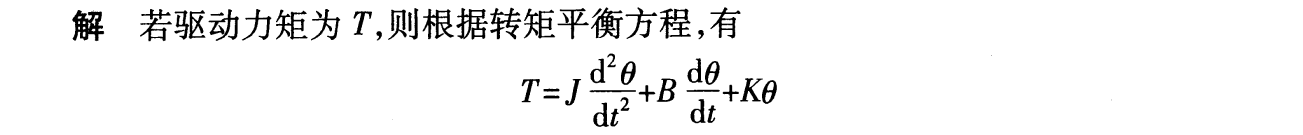 解 若驱动力矩为 T,则根据转矩平衡方程,有
T=J d²θ/dt²+B dθ/dt+Kθ